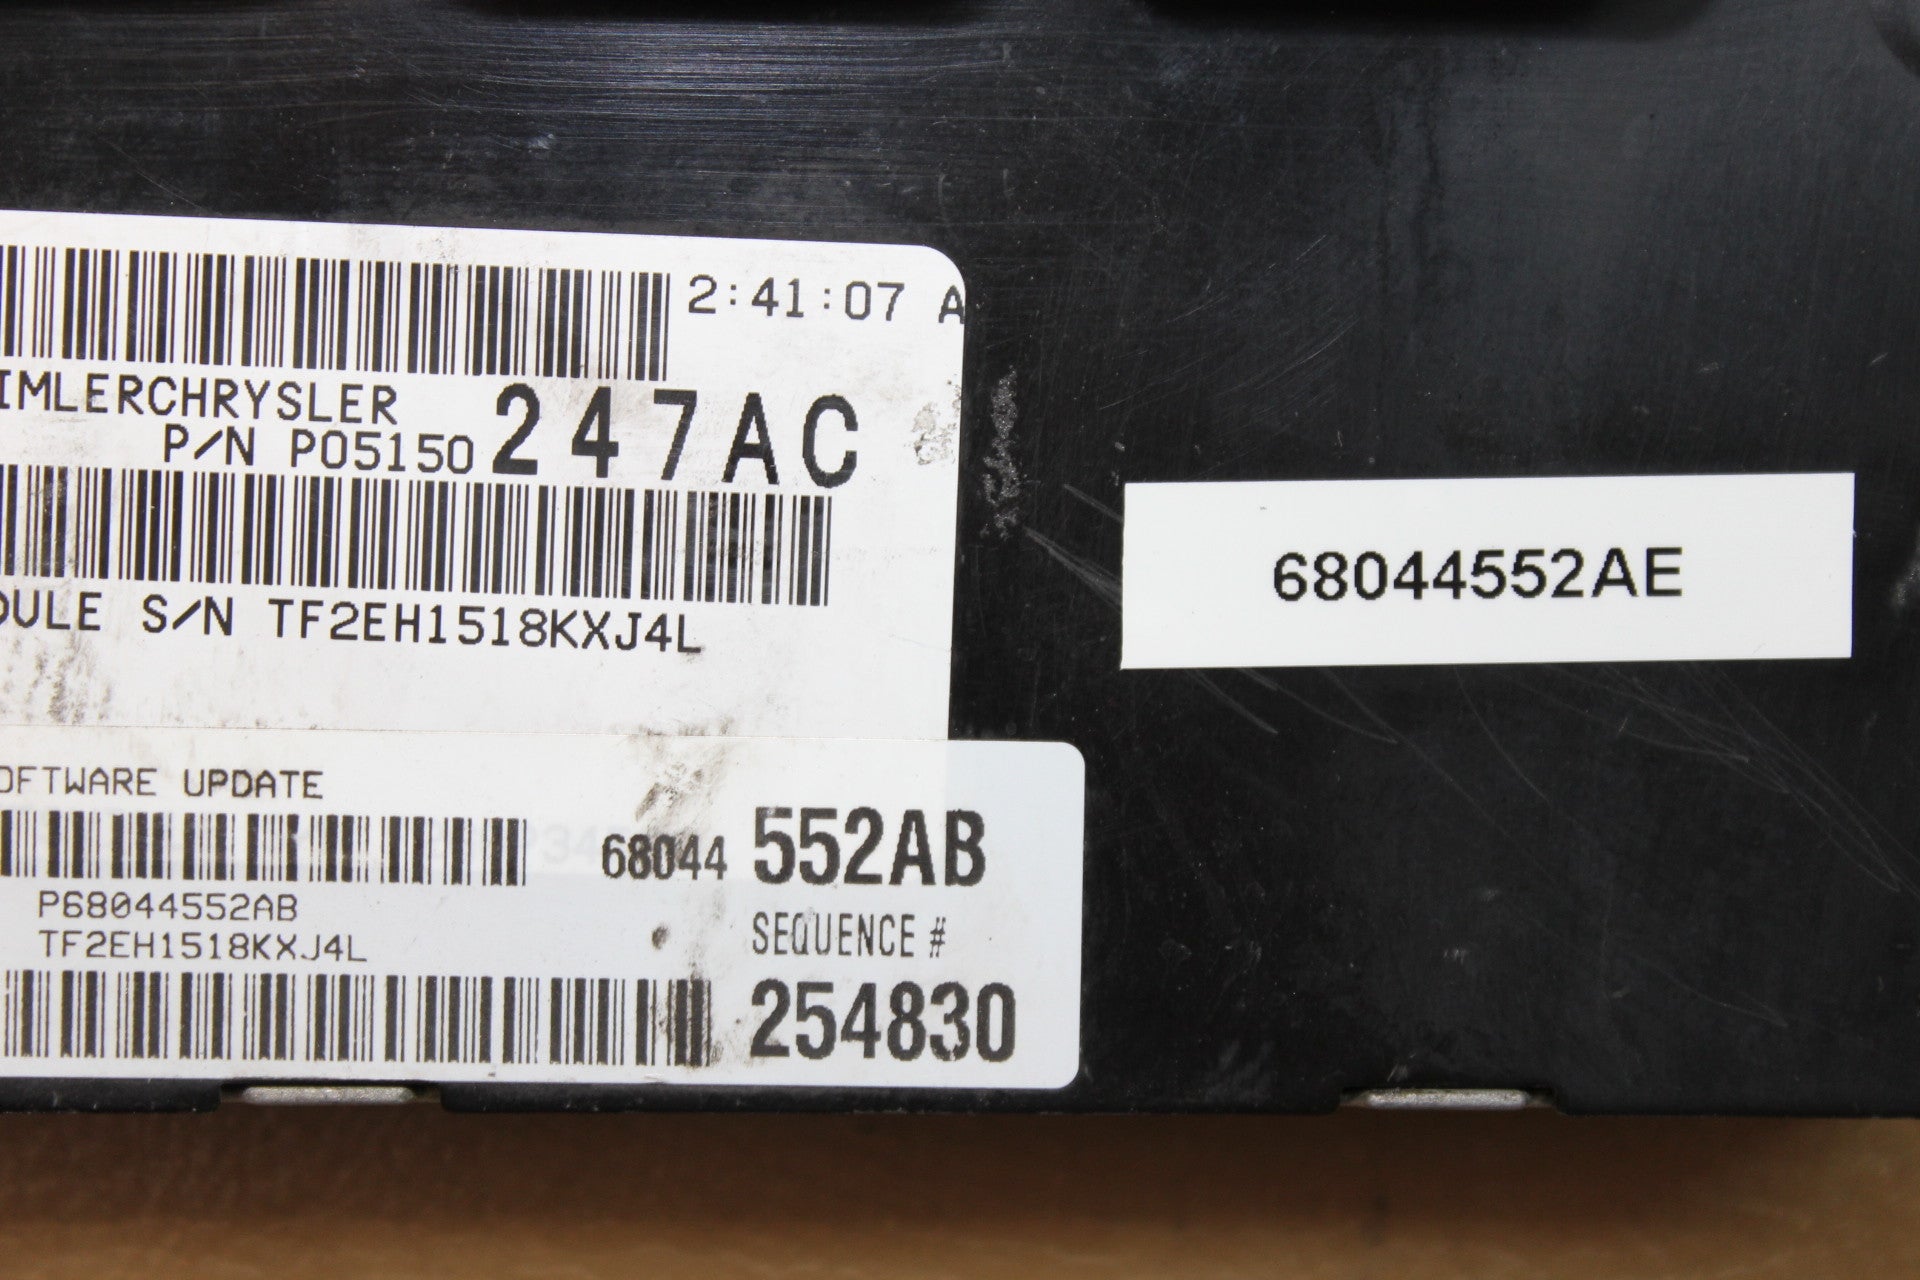 2:41:07 A
IMLERCHRYSLER
P/N P05150 247AC
DULE S/N TF2EH1518KXJ4L
68044552AE
OFTWARE UPDATE
68044 552AB
P68044552AB
TF2EH1518KXJ4L
SEQUENCE #
254830